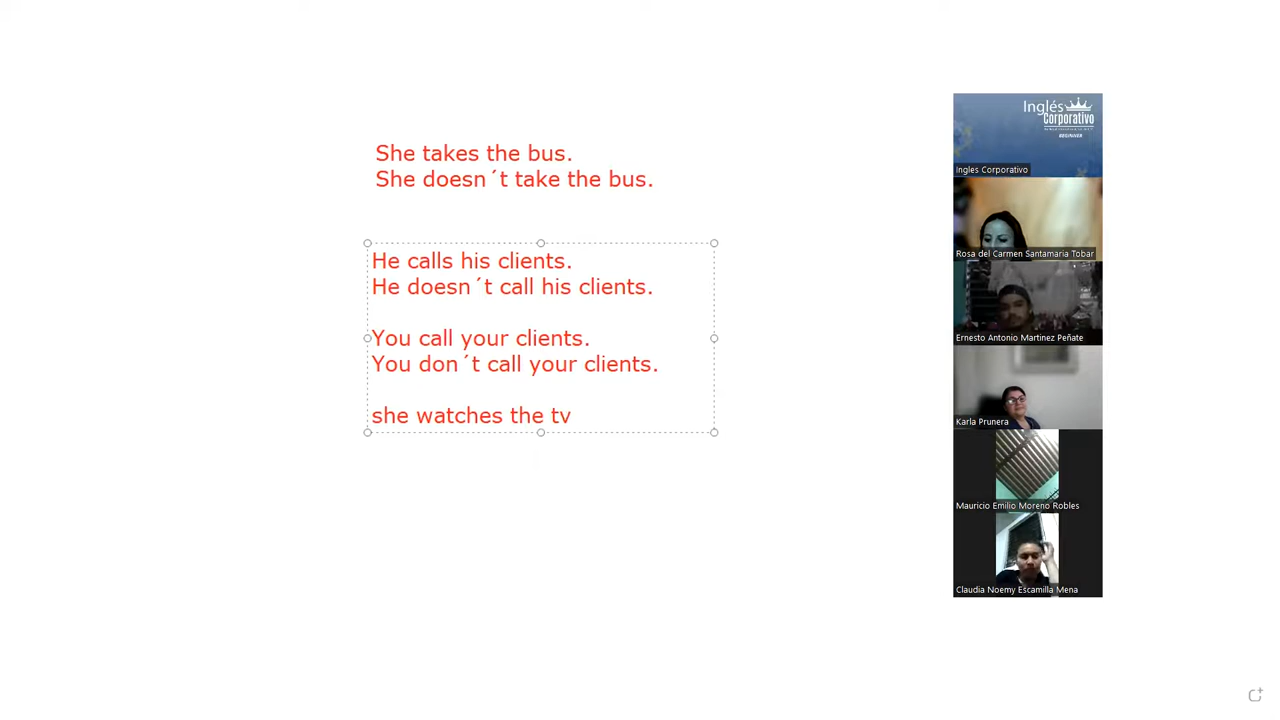 She takes the bus.
She doesn´t take the bus.
He calls his clients.
He doesn´t call his clients.
You call your clients.
You don´t call your clients.
she watches the tv
Inglés
Corporativo
BEGINNER
Ingles Corporativo
Rosa del Carmen Santamaria Tobar
Ernesto Antonio Martinez Peñate
Karla Prunera
Mauricio Emilio Moreno Robles
Claudia Noemy Escamilla Mena